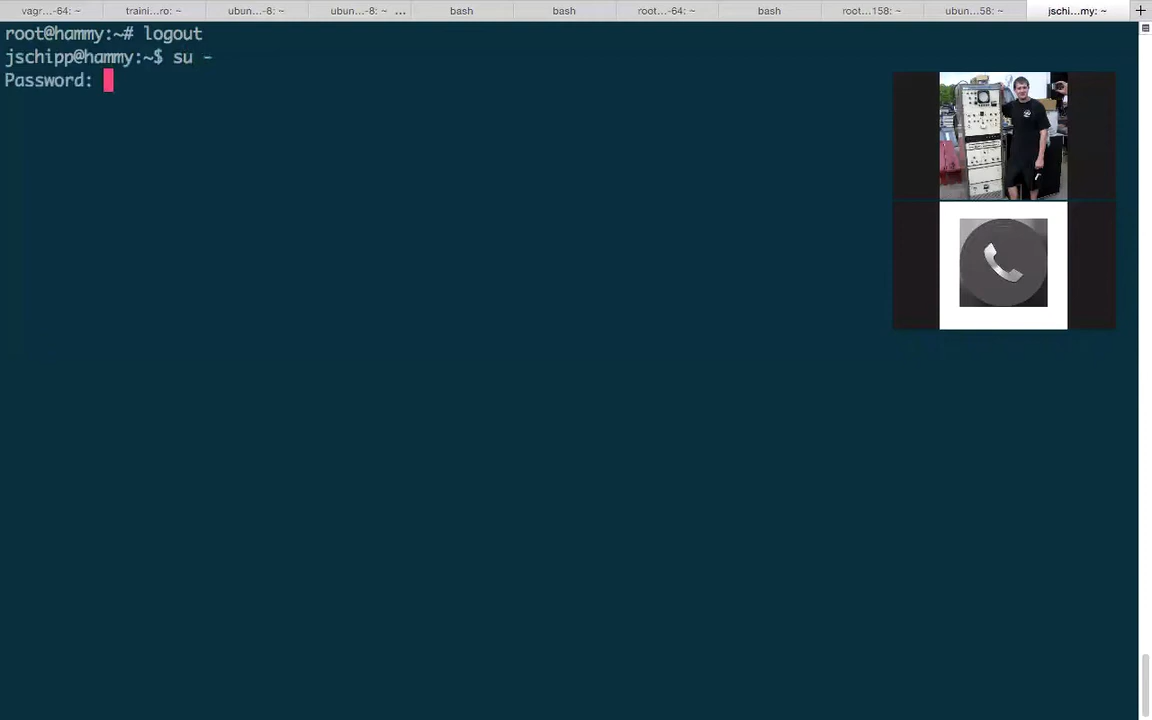 vagr...-64: ~
traini...ro: ~
ubun...-8: ~
ubun...-8: ~ ...
bash
bash
root...-64: ~
bash
root...158: ~
ubun...58: ~
jschi...my: ~
root@hammy:~# logout
jschipp@hammy:~$ su -
Password: